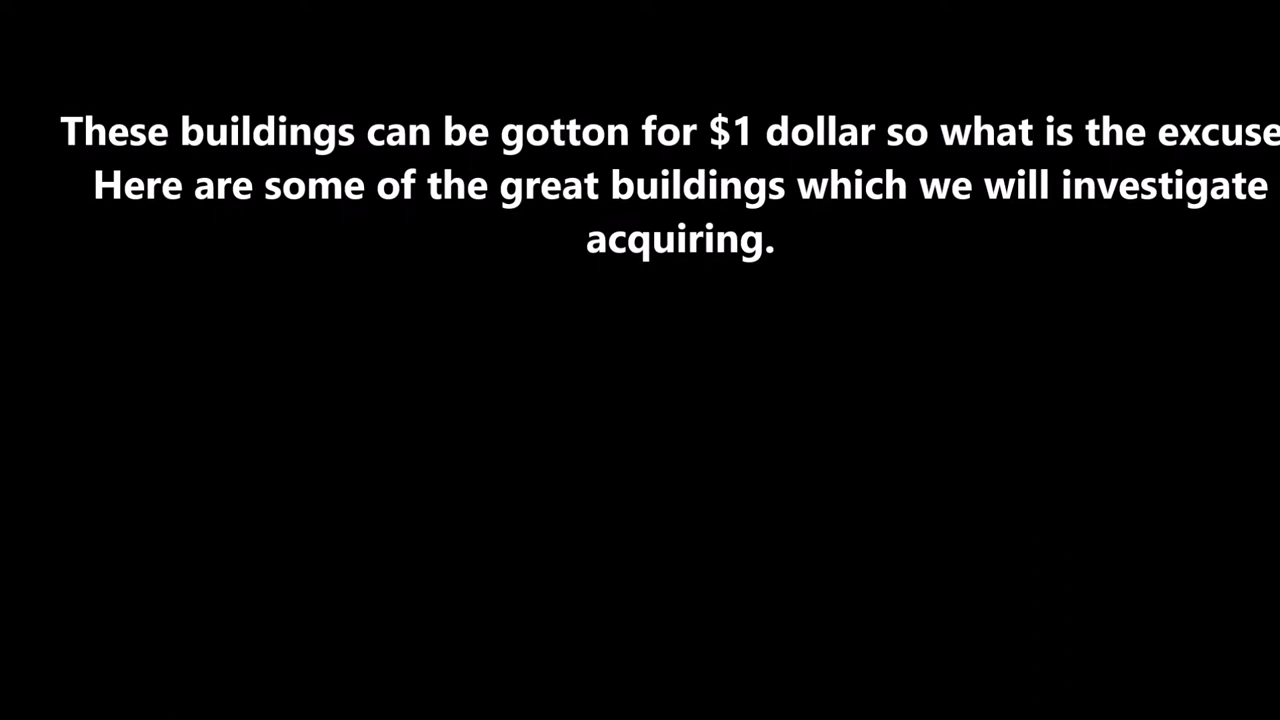 These buildings can be gotton for $1 dollar so what is the excuse
Here are some of the great buildings which we will investigate
acquiring.